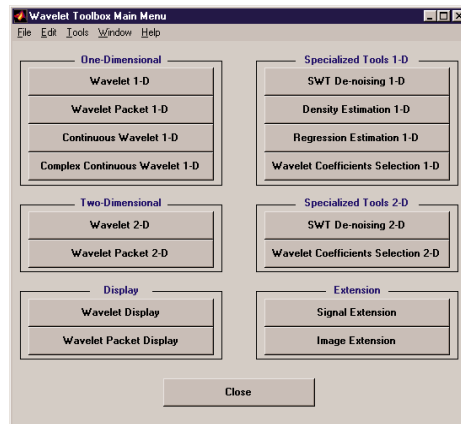 Wavelet Toolbox Main Menu
File Edit Tools Window Help
One-Dimensional
Wavelet 1-D
Wavelet Packet 1-D
Continuous Wavelet 1-D
Complex Continuous Wavelet 1-D
Specialized Tools 1-D
SWT De-noising 1-D
Density Estimation 1-D
Regression Estimation 1-D
Wavelet Coefficients Selection 1-D
Two-Dimensional
Wavelet 2-D
Wavelet Packet 2-D
Specialized Tools 2-D
SWT De-noising 2-D
Wavelet Coefficients Selection 2-D
Display
Wavelet Display
Wavelet Packet Display
Extension
Signal Extension
Image Extension
Close